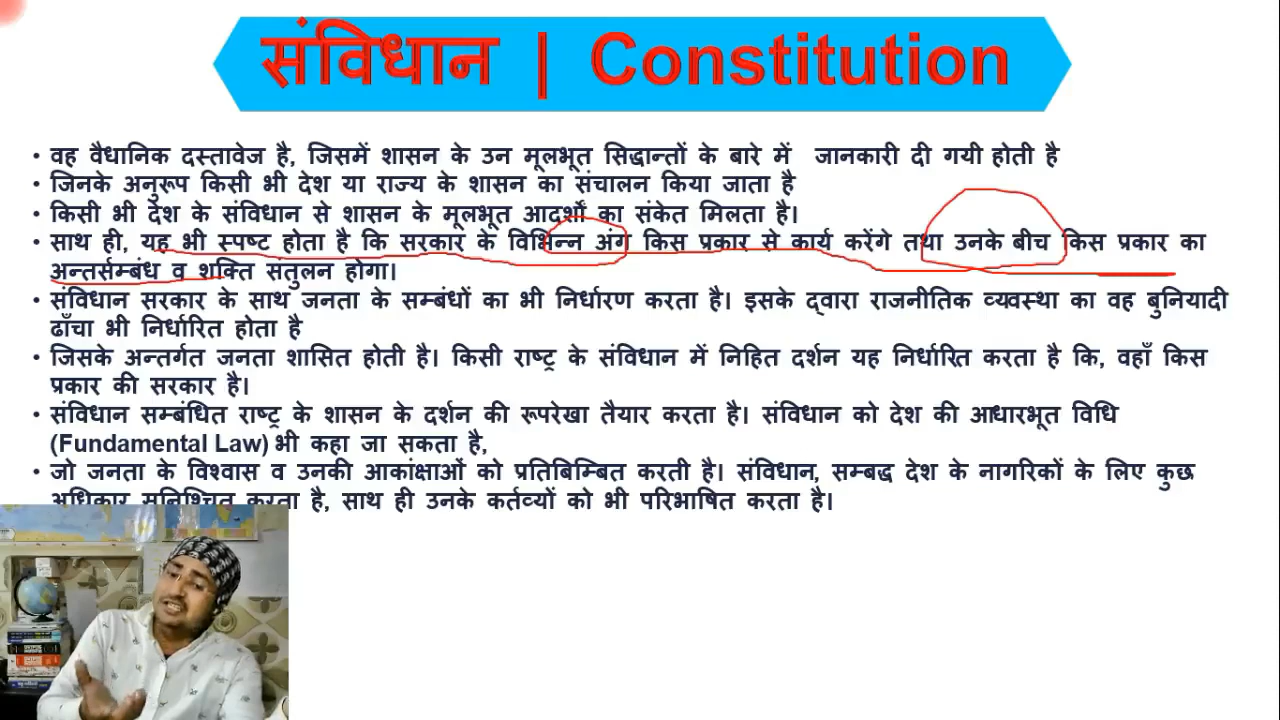 संविधान | Constitution
• वह वैधानिक दस्तावेज है, जिसमें शासन के उन मूलभूत सिद्धान्तों के बारे में जानकारी दी गयी होती है
• जिनके अनुरूप किसी भी देश या राज्य के शासन का संचालन किया जाता है
• किसी भी देश के संविधान से शासन के मूलभूत आदर्शों का संकेत मिलता है।
• साथ ही, यह भी स्पष्ट होता है कि सरकार के विभिन्न अंग किस प्रकार से कार्य करेंगे तथा उनके बीच किस प्रकार का
अन्तर्सम्बंध व शक्ति संतुलन होगा।
• संविधान सरकार के साथ जनता के सम्बंधों का भी निर्धारण करता है। इसके द्वारा राजनीतिक व्यवस्था का वह बुनियादी
ढाँचा भी निर्धारित होता है
• जिसके अन्तर्गत जनता शासित होती है। किसी राष्ट्र के संविधान में निहित दर्शन यह निर्धारित करता है कि, वहाँ किस
प्रकार की सरकार है।
• संविधान सम्बंधित राष्ट्र के शासन के दर्शन की रूपरेखा तैयार करता है। संविधान को देश की आधारभूत विधि
(Fundamental Law) भी कहा जा सकता है,
• जो जनता के विश्वास व उनकी आकांक्षाओं को प्रतिबिम्बित करती है। संविधान, सम्बद्ध देश के नागरिकों के लिए कुछ
अधिकार सुनिश्चित करता है, साथ ही उनके कर्तव्यों को भी परिभाषित करता है।